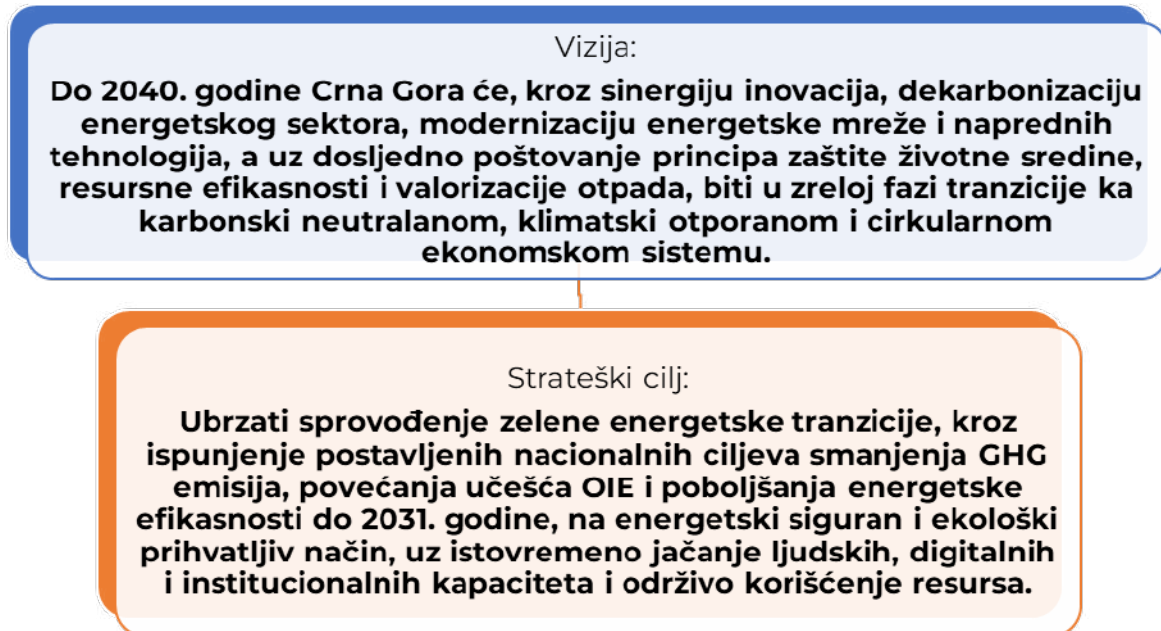 Vizija:
Do 2040. godine Crna Gora će, kroz sinergiju inovacija, dekarbonizaciju
energetskog sektora, modernizaciju energetske mreže i naprednih
tehnologija, a uz dosljedno poštovanje principa zaštite životne sredine,
resursne efikasnosti i valorizacije otpada, biti u zreloj fazi tranzicije ka
karbonski neutralanom, klimatski otporanom i cirkularnom
ekonomskom sistemu.
Strateški cilj:
Ubrzati sprovođenje zelene energetske tranzicije, kroz
ispunjenje postavljenih nacionalnih ciljeva smanjenja GHG
emisija, povećanja učešća OIE i poboljšanja energetske
efikasnosti do 2031. godine, na energetski siguran i ekološki
prihvatljiv način, uz istovremeno jačanje ljudskih, digitalnih
i institucionalnih kapaciteta i održivo korišćenje resursa.